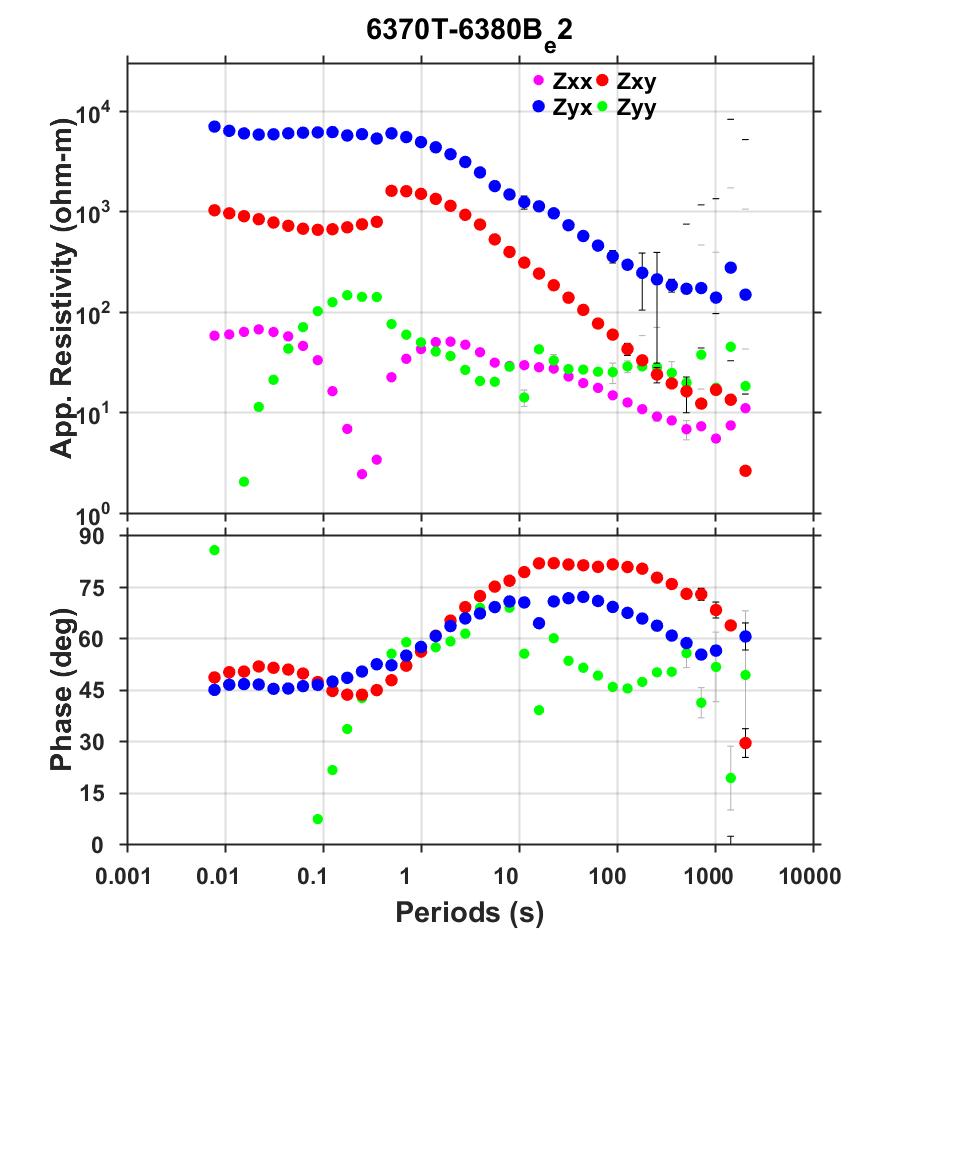 6370T-6380Be2
Zxx Zxy
Zyx Zyy
App. Resistivity (ohm-m)
10^4
10^3
10^2
10^1
10^0
Phase (deg)
90
75
60
45
30
15
0
0.001 0.01 0.1 1 10 100 1000 10000
Periods (s)